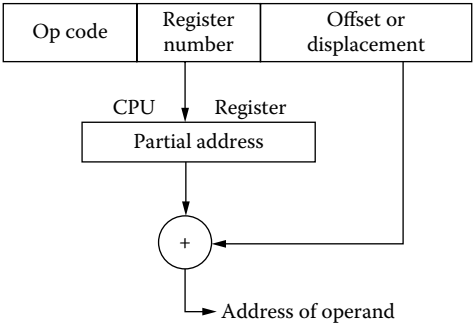 Op code
Register
number
Offset or
displacement
CPU Register
Partial address
+
Address of operand